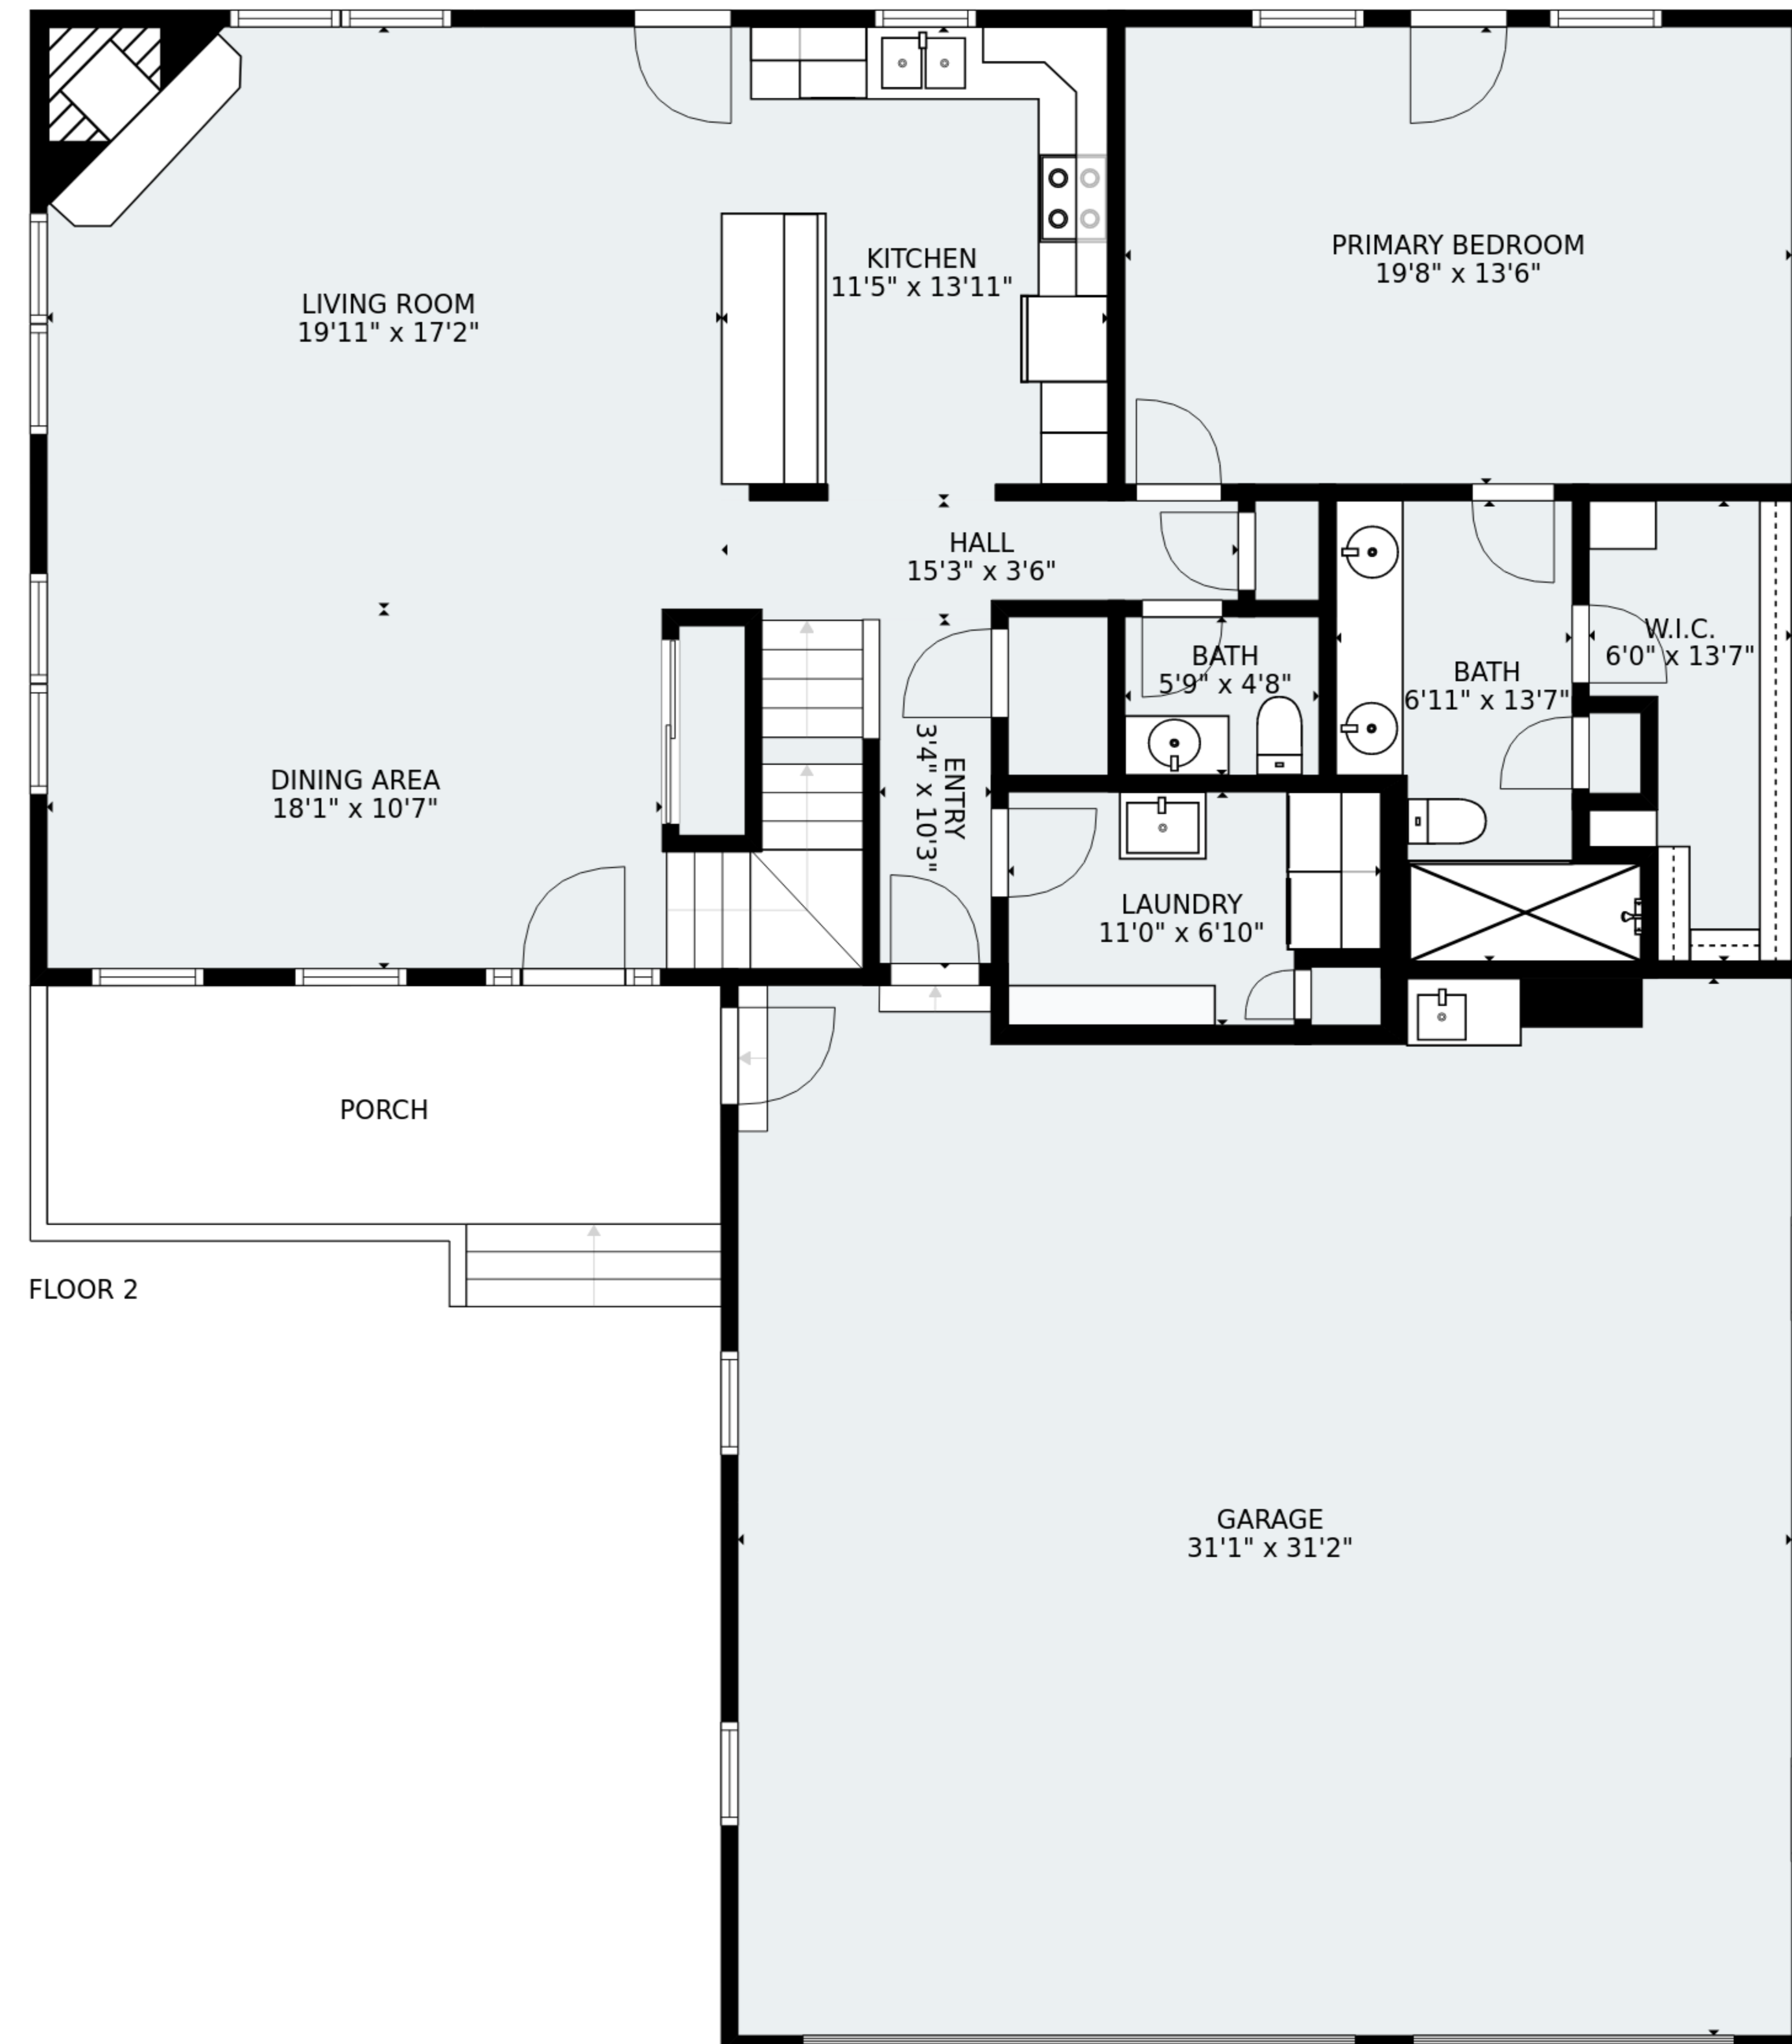 LIVING ROOM
19'11" x 17'2"
KITCHEN
11'5" x 13'11"
PRIMARY BEDROOM
19'8" x 13'6"
HALL
15'3" x 3'6"
BATH
5'9" x 4'8"
BATH
6'11" x 13'7"
W.I.C.
6'0" x 13'7"
DINING AREA
18'1" x 10'7"
ENTRY
3'4" x 10'3"
LAUNDRY
11'0" x 6'10"
PORCH
FLOOR 2
GARAGE
31'1" x 31'2"